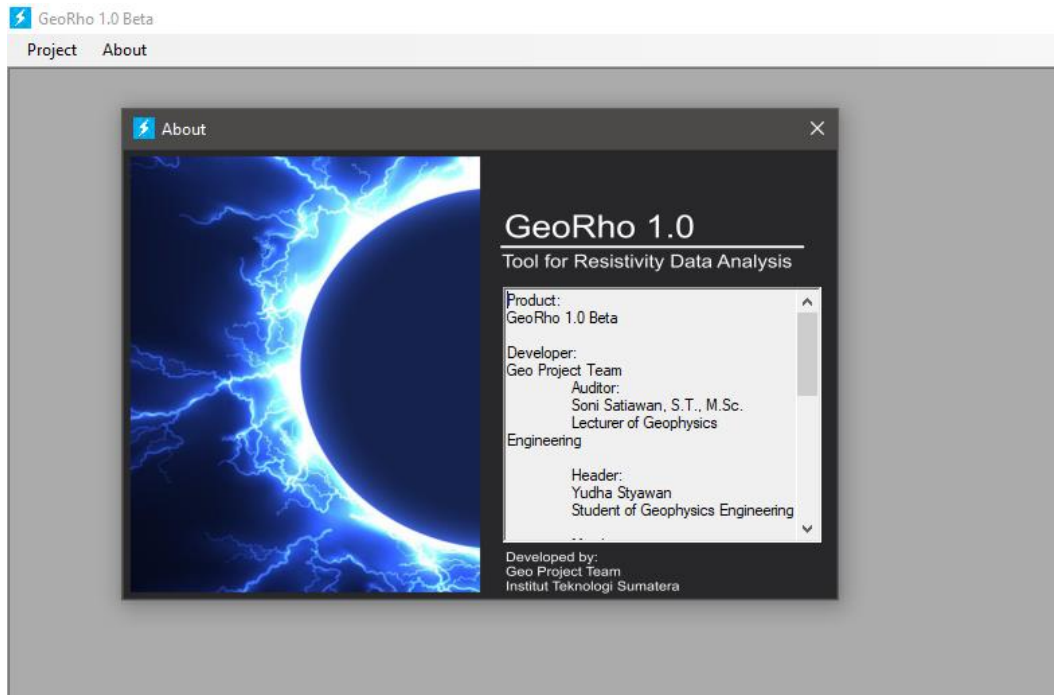 GeoRho 1.0 Beta
Project About
About
GeoRho 1.0
Tool for Resistivity Data Analysis
Product:
GeoRho 1.0 Beta
Developer:
Geo Project Team
Auditor:
Soni Satiawan, S.T., M.Sc.
Lecturer of Geophysics
Engineering
Header:
Yudha Styawan
Student of Geophysics Engineering
Developed by:
Geo Project Team
Institut Teknologi Sumatera